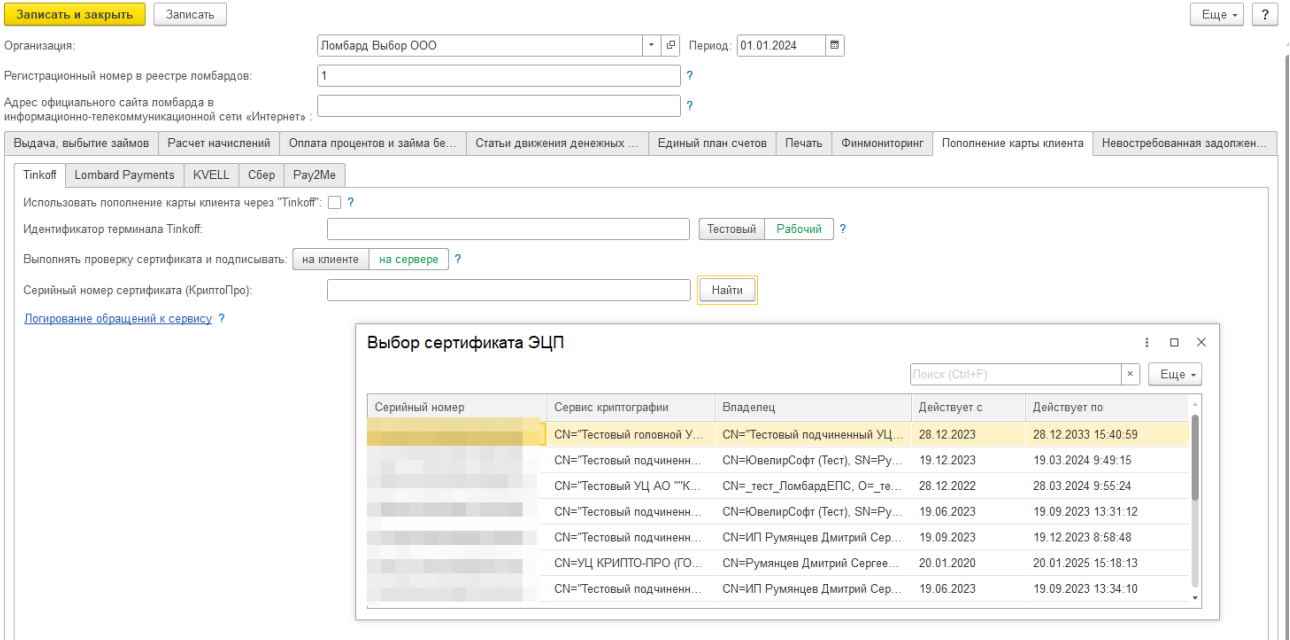 Записать и закрыть Записать Еще ?
Организация: Ломбард Выбор ООО Период: 01.01.2024
Регистрационный номер в реестре ломбардов: 1 ?
Адрес официального сайта ломбарда в
информационно-телекоммуникационной сети «Интернет» : ?
Выдача, выбытие займов Расчет начислений Оплата процентов и займа бе... Статьи движения денежных ... Единый план счетов Печать Финмониторинг Пополнение карты клиента Невостребованная задолжен...
Tinkoff Lombard Payments KVELL Сбер Pay2Me
Использовать пополнение карты клиента через "Tinkoff": ?
Идентификатор терминала Tinkoff: Тестовый Рабочий ?
Выполнять проверку сертификата и подписывать: на клиенте на сервере ?
Серийный номер сертификата (КриптоПро): Найти
Логирование обращений к сервису ?
Выбор сертификата ЭЦП
Поиск (Ctrl+F) × Еще
Серийный номер Сервис криптографии Владелец Действует с Действует по
CN="Тестовый головной У... CN="Тестовый подчиненный УЦ... 28.12.2023 28.12.2033 15:40:59
CN="Тестовый подчиненн... CN=ЮвелирСофт (Тест), SN=Ру... 19.12.2023 19.03.2024 9:49:15
CN="Тестовый УЦ АО ""К... CN=_тест_ЛомбардЕПС, O=_те... 28.12.2022 28.03.2024 9:55:24
CN="Тестовый подчиненн... CN=ЮвелирСофт (Тест), SN=Ру... 19.06.2023 19.09.2023 13:31:12
CN="Тестовый подчиненн... CN=ИП Румянцев Дмитрий Сер... 19.09.2023 19.12.2023 8:58:48
CN=УЦ КРИПТО-ПРО (ГО... CN=Румянцев Дмитрий Сергее... 20.01.2020 20.01.2025 15:18:13
CN="Тестовый подчиненн... CN=ИП Румянцев Дмитрий Сер... 19.06.2023 19.09.2023 13:34:10